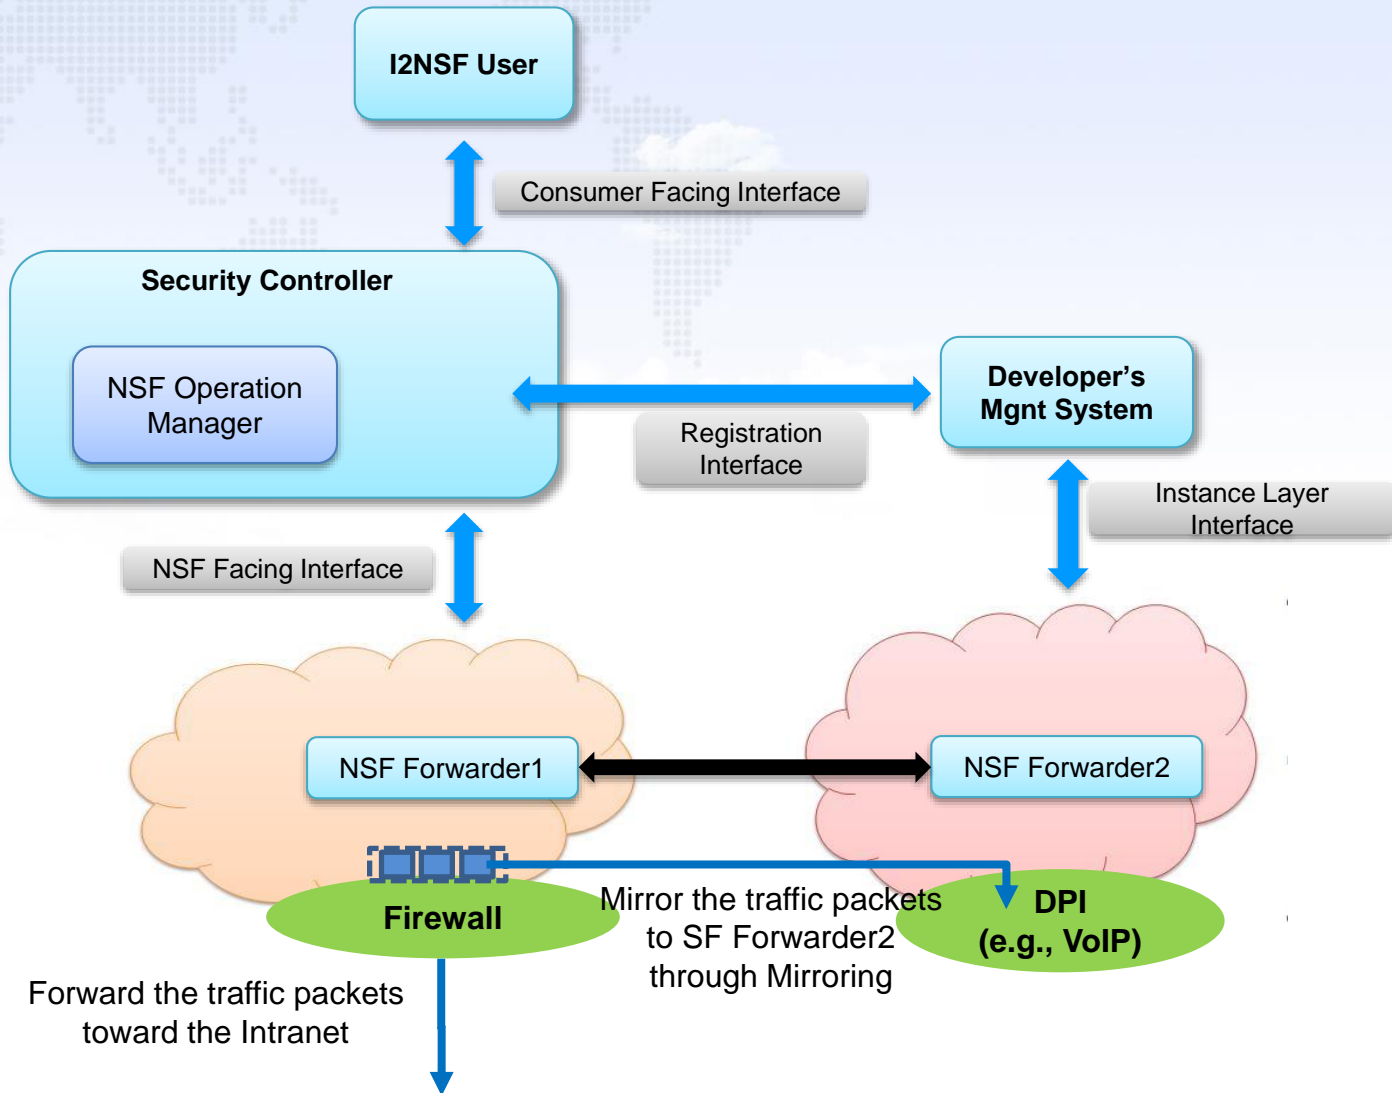 I2NSF User
Consumer Facing Interface
Security Controller
NSF Operation
Manager
Developer's
Mgnt System
Registration
Interface
Instance Layer
Interface
NSF Facing Interface
NSF Forwarder1
NSF Forwarder2
Firewall
Mirror the traffic packets
to SF Forwarder2
through Mirroring
DPI
(e.g., VoIP)
Forward the traffic packets
toward the Intranet